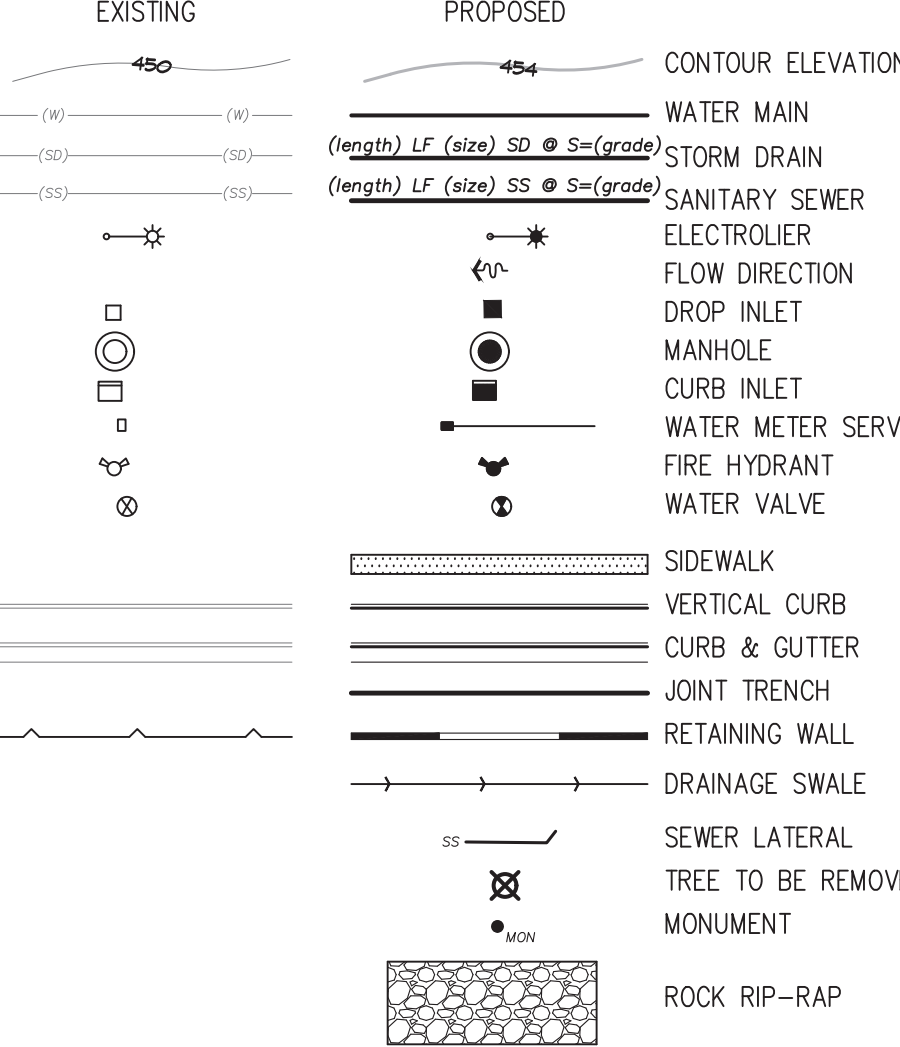 EXISTING PROPOSED
450 454 CONTOUR ELEVATION
(W) (W) WATER MAIN
(length) LF (size) SD @ S=(grade)
(SD) (SD) STORM DRAIN
(length) LF (size) SS @ S=(grade)
(SS) (SS) SANITARY SEWER
ELECTROLIER
FLOW DIRECTION
DROP INLET
MANHOLE
CURB INLET
WATER METER SERV
FIRE HYDRANT
WATER VALVE
SIDEWALK
VERTICAL CURB
CURB & GUTTER
JOINT TRENCH
RETAINING WALL
DRAINAGE SWALE
SS SEWER LATERAL
TREE TO BE REMOV
MONUMENT
MON
ROCK RIP-RAP